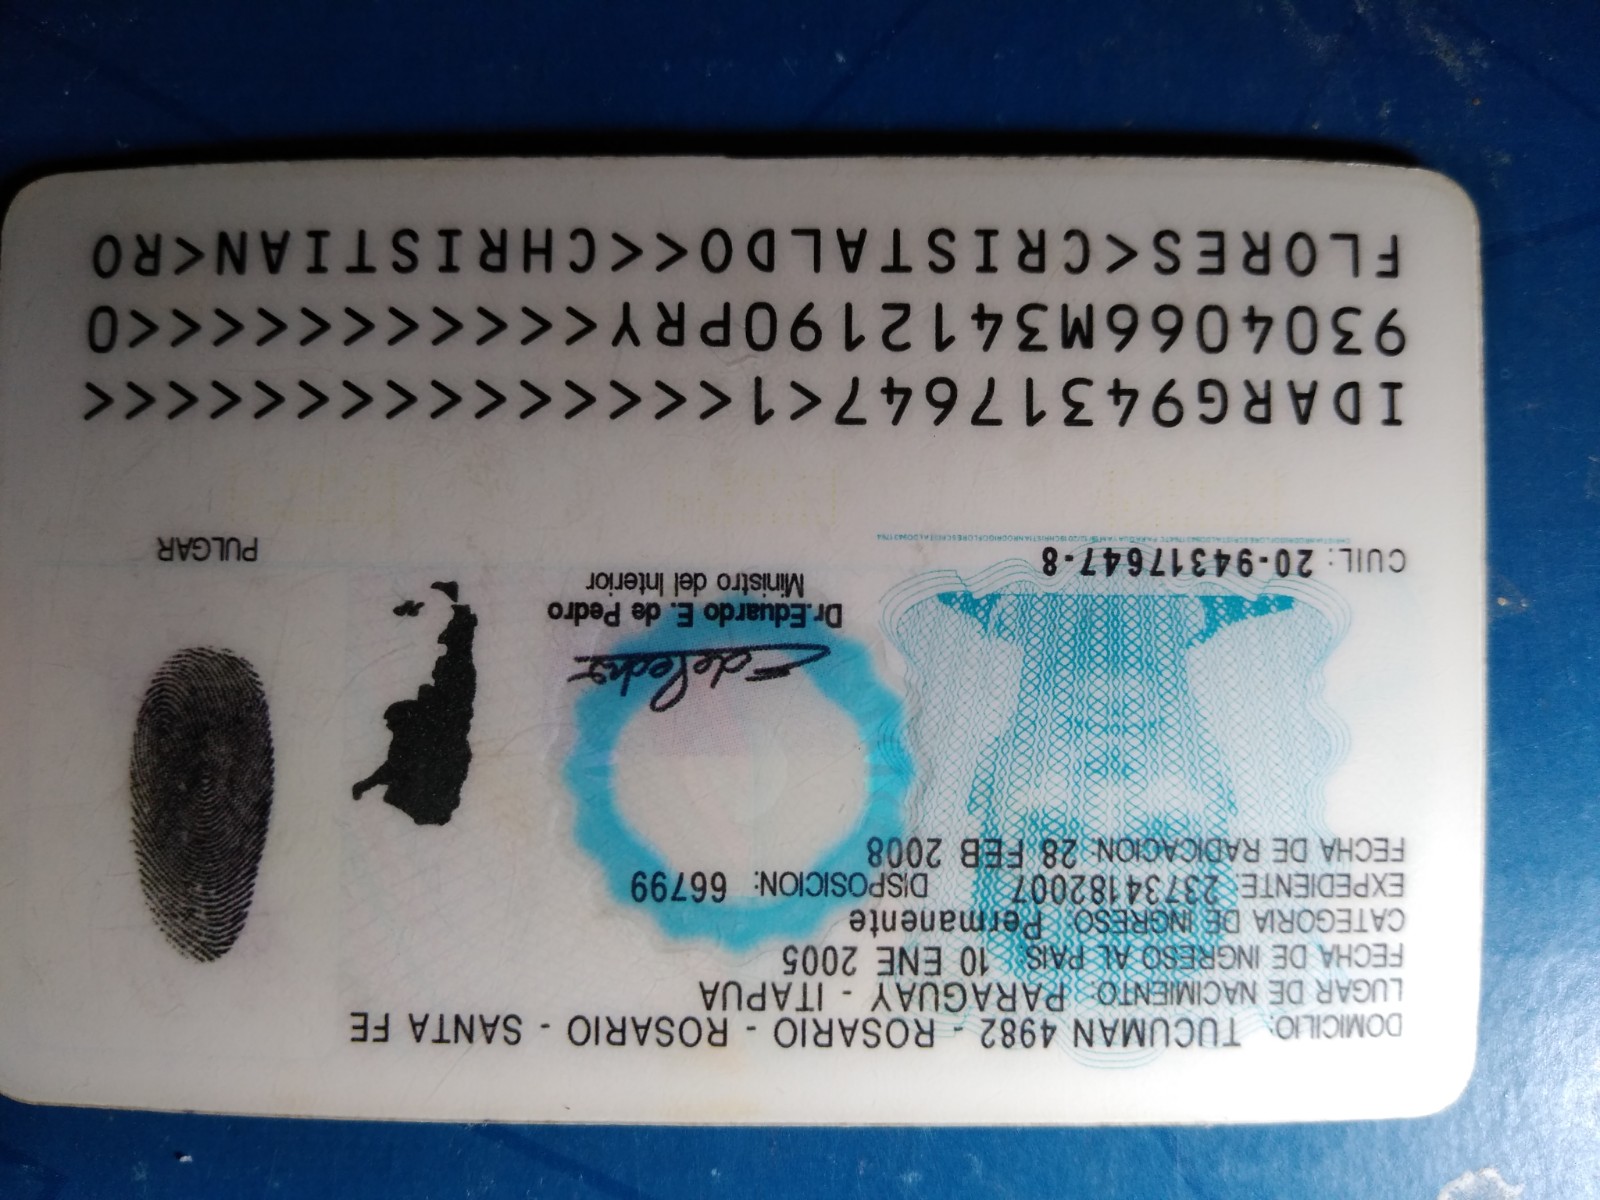 DOMICILIO: TUCUMAN 4982 - ROSARIO - ROSARIO - SANTA FE
LUGAR DE NACIMIENTO: PARAGUAY - ITAPUA
FECHA DE INGRESO AL PAIS: 10 ENE 2005
CATEGORIA DE INGRESO: Permanente
EXPEDIENTE: 23734182007 DISPOSICION: 66799
FECHA DE RADICACION: 28 FEB 2008
EdePedro
Dr.Eduardo E. de Pedro
Ministro del Interior
CUIL: 20-94317647-8
PULGAR
IDARG94317647<1<<<<<<<<<<<<<<<
9304066M3412190PRY<<<<<<<<<<<0
FLORES<CRISTALDO<<CHRISTIAN<RO